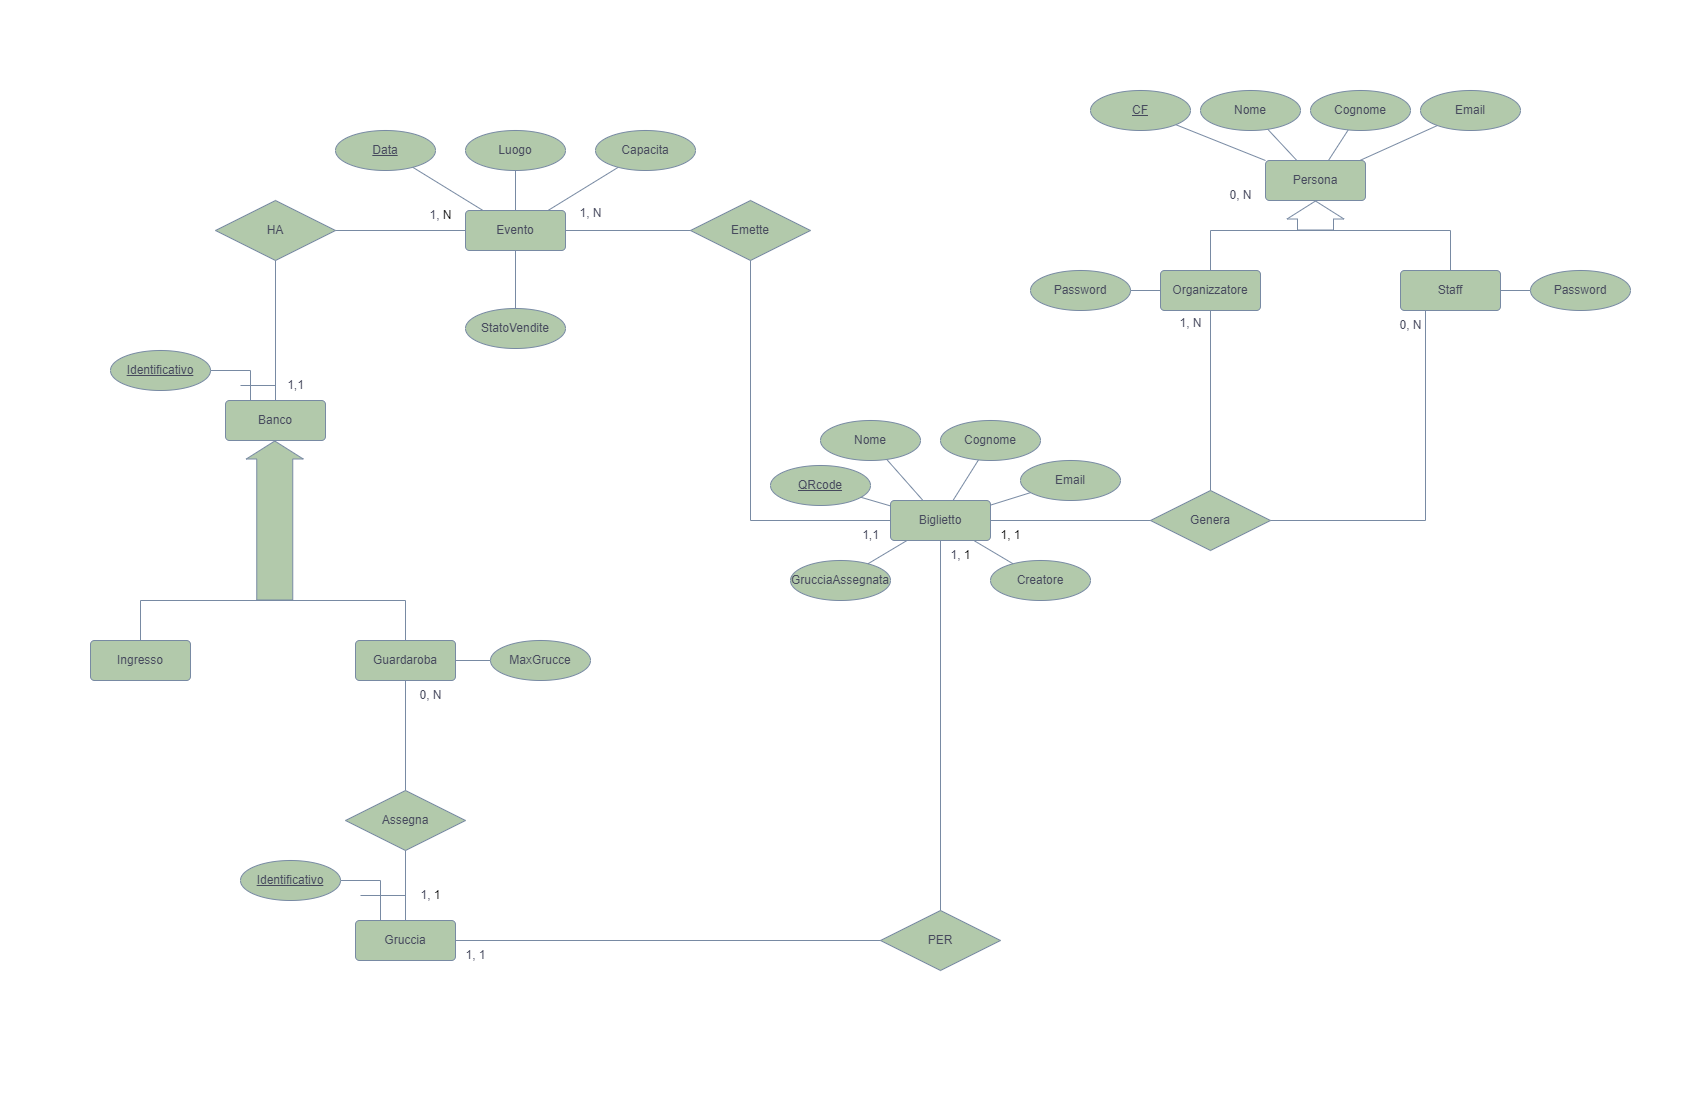 CF
Nome
Cognome
Email
Data
Luogo
Capacita
Persona
0, N
1, N
1, N
HA
Evento
Emette
Password
Organizzatore
Staff
Password
1, N
0, N
StatoVendite
Identificativo
1,1
Banco
Nome
Cognome
QRcode
Email
Biglietto
Genera
1,1
1, 1
1, 1
GrucciaAssegnata
Creatore
Ingresso
Guardaroba
MaxGrucce
0, N
Assegna
Identificativo
1, 1
Gruccia
PER
1, 1